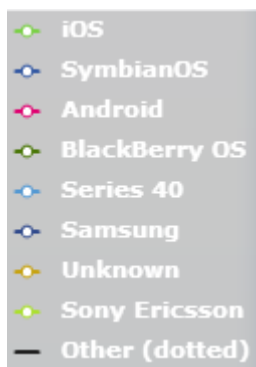 iOS
SymbianOS
Android
BlackBerry OS
Series 40
Samsung
Unknown
Sony Ericsson
Other (dotted)